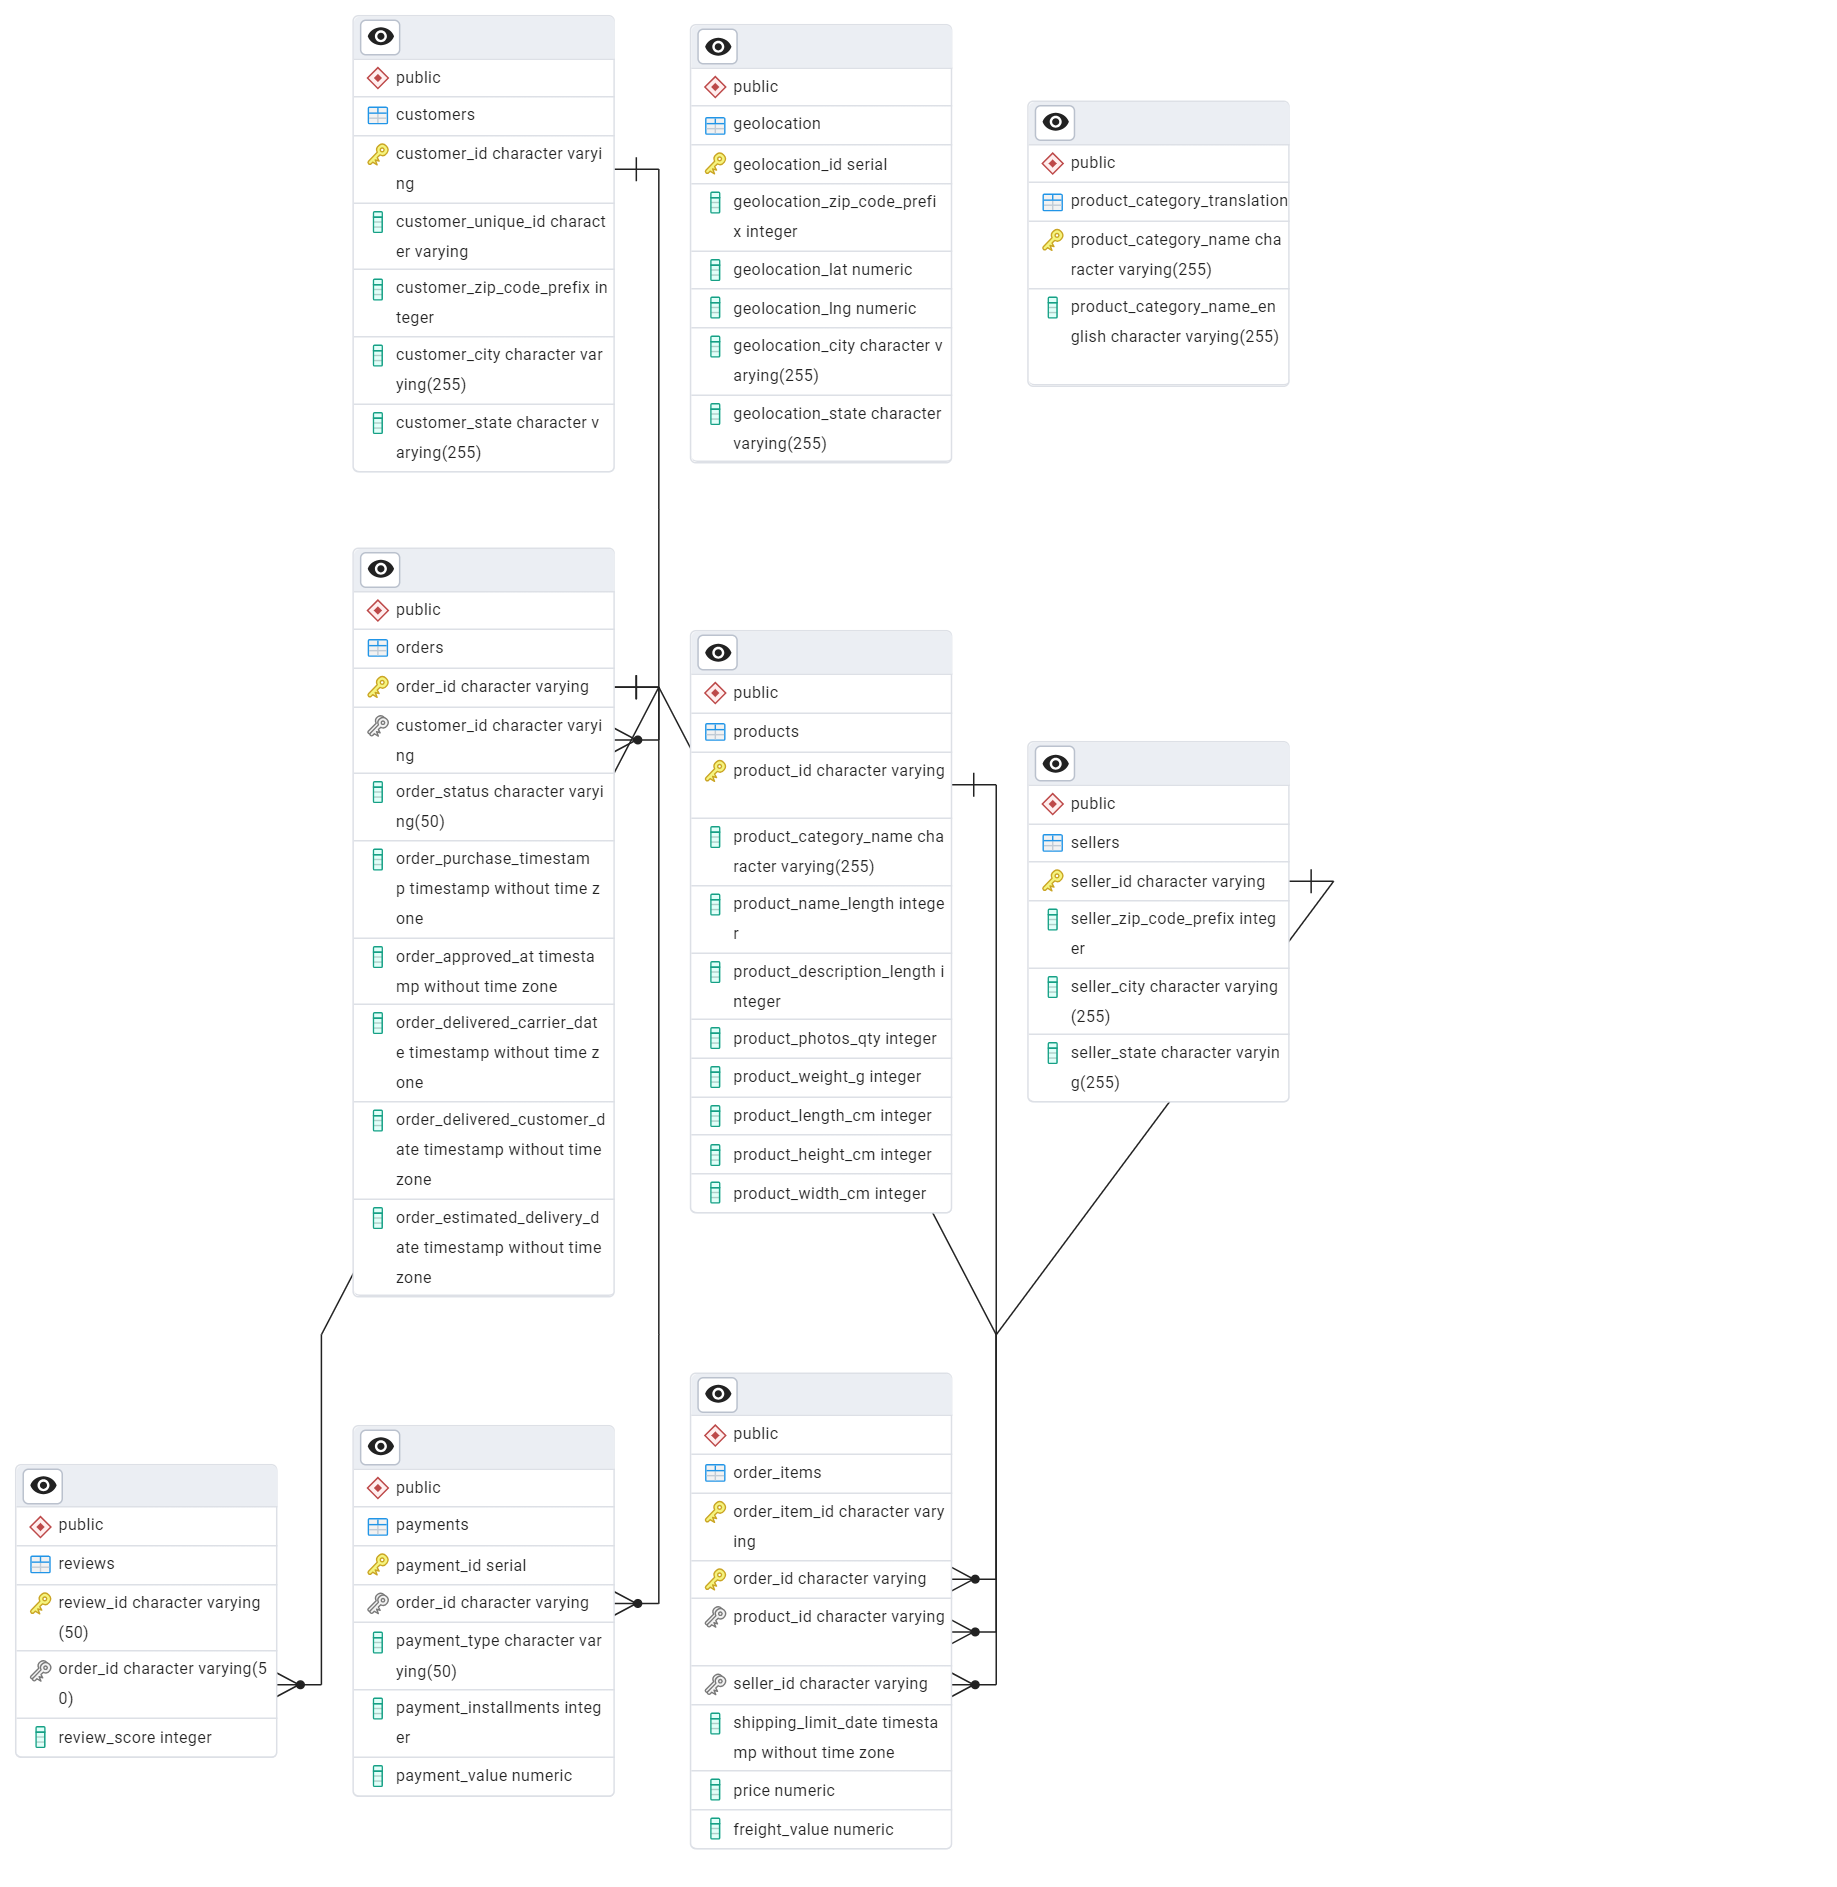 public
customers
customer_id character varyi
ng
customer_unique_id charact
er varying
customer_zip_code_prefix in
teger
customer_city character var
ying(255)
customer_state character v
arying(255)
public
geolocation
geolocation_id serial
geolocation_zip_code_prefi
x integer
geolocation_lat numeric
geolocation_lng numeric
geolocation_city character v
arying(255)
geolocation_state character
varying(255)
public
product_category_translation
product_category_name cha
racter varying(255)
product_category_name_en
glish character varying(255)
public
orders
order_id character varying
customer_id character varyi
ng
order_status character varyi
ng(50)
order_purchase_timestam
p timestamp without time z
one
order_approved_at timesta
mp without time zone
order_delivered_carrier_dat
e timestamp without time z
one
order_delivered_customer_d
ate timestamp without time
zone
order_estimated_delivery_d
ate timestamp without time
zone
public
products
product_id character varying
product_category_name cha
racter varying(255)
product_name_length intege
r
product_description_length i
nteger
product_photos_qty integer
product_weight_g integer
product_length_cm integer
product_height_cm integer
product_width_cm integer
public
sellers
seller_id character varying
seller_zip_code_prefix integ
er
seller_city character varying
(255)
seller_state character varyin
g(255)
public
reviews
review_id character varying
(50)
order_id character varying(5
0)
review_score integer
public
payments
payment_id serial
order_id character varying
payment_type character var
ying(50)
payment_installments integ
er
payment_value numeric
public
order_items
order_item_id character vary
ing
order_id character varying
product_id character varying
seller_id character varying
shipping_limit_date timesta
mp without time zone
price numeric
freight_value numeric